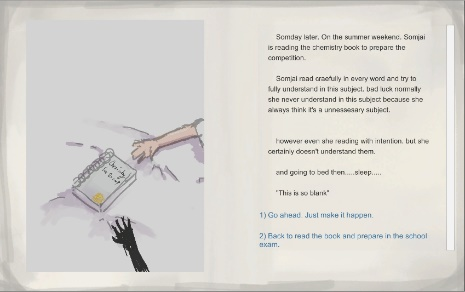 Somday later. On the summer weekend. Somjai
is reading the chemistry book to prepare the
competition.
Somjai read craefully in every word and try to
fully understand in this subject. bad luck normally
she never understand in this subject because she
always think it's a unnessesary subject.
however even she reading with intention. but she
certainly doesn't understand them.
and going to bed then.....sleep.....
"This is so blank"
1) Go ahead. Just make it happen.
2) Back to read the book and prepare in the school
exam.